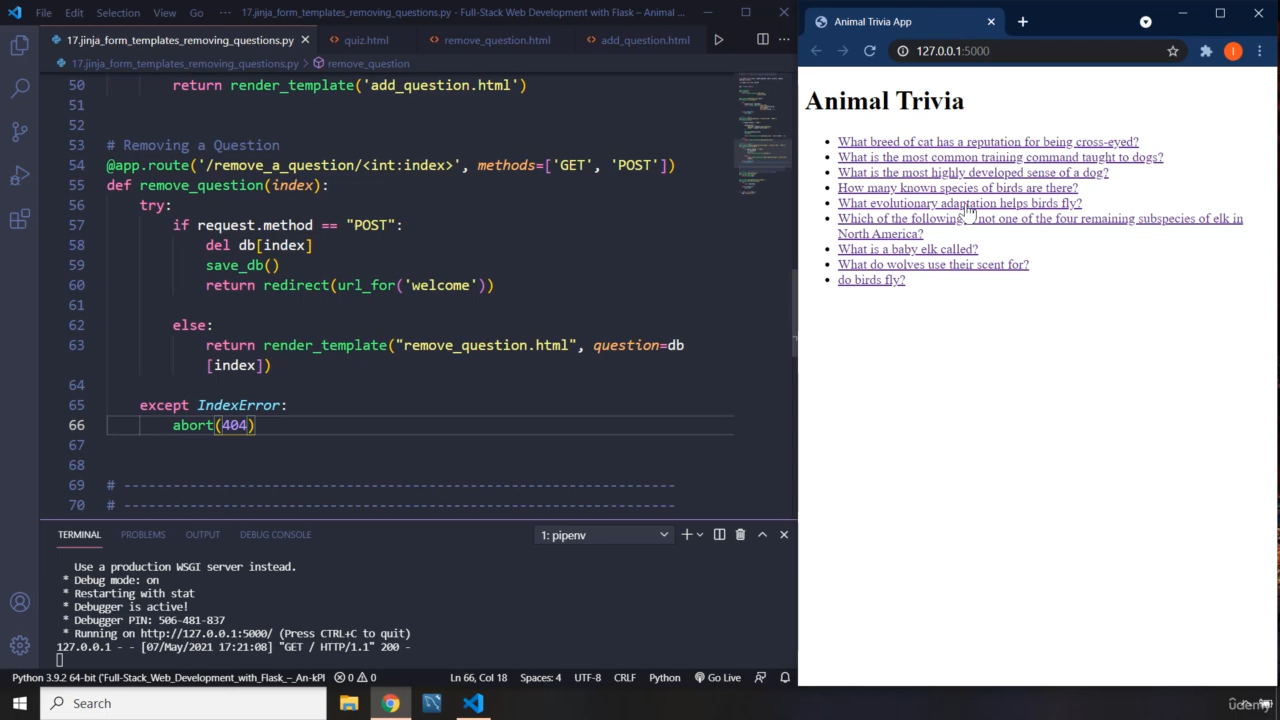 File Edit Selection View Go ··· 17.jinja_form_templates_removing_questions.py - Full-Stack Web Development with Flask – Animal ...
17.jinja_form_templates_removing_questions.py quiz.html remove_question.html add_question.html
17.jinja_form_templates_removing_questions.py > remove_question
50 return render_template('add_question.html')
51
52
53 # Removing a Question
54 @app.route('/remove_a_question/<int:index>', methods=['GET', 'POST'])
55 def remove_question(index):
56 try:
57 if request.method == "POST":
58 del db[index]
59 save_db()
60 return redirect(url_for('welcome'))
61
62 else:
63 return render_template("remove_question.html", question=db
[index])
64
65 except IndexError:
66 abort(404)
67
68
69 # -------------------------------------------------------------------
70 # -------------------------------------------------------------------
TERMINAL PROBLEMS OUTPUT DEBUG CONSOLE 1: pipenv
Use a production WSGI server instead.
* Debug mode: on
* Restarting with stat
* Debugger is active!
* Debugger PIN: 506-481-837
* Running on http://127.0.0.1:5000/ (Press CTRL+C to quit)
127.0.0.1 - - [07/May/2021 17:21:08] "GET / HTTP/1.1" 200 -
Python 3.9.2 64-bit ('Full-Stack_Web_Development_with_Flask_–_An-kPI 0 0 Ln 66, Col 18 Spaces: 4 UTF-8 CRLF Python Go Live
Animal Trivia App
127.0.0.1:5000
I
Animal Trivia
• What breed of cat has a reputation for being cross-eyed?
• What is the most common training command taught to dogs?
• What is the most highly developed sense of a dog?
• How many known species of birds are there?
• What evolutionary adaptation helps birds fly?
• Which of the following not one of the four remaining subspecies of elk in
North America?
• What is a baby elk called?
• What do wolves use their scent for?
• do birds fly?
Search
udemy